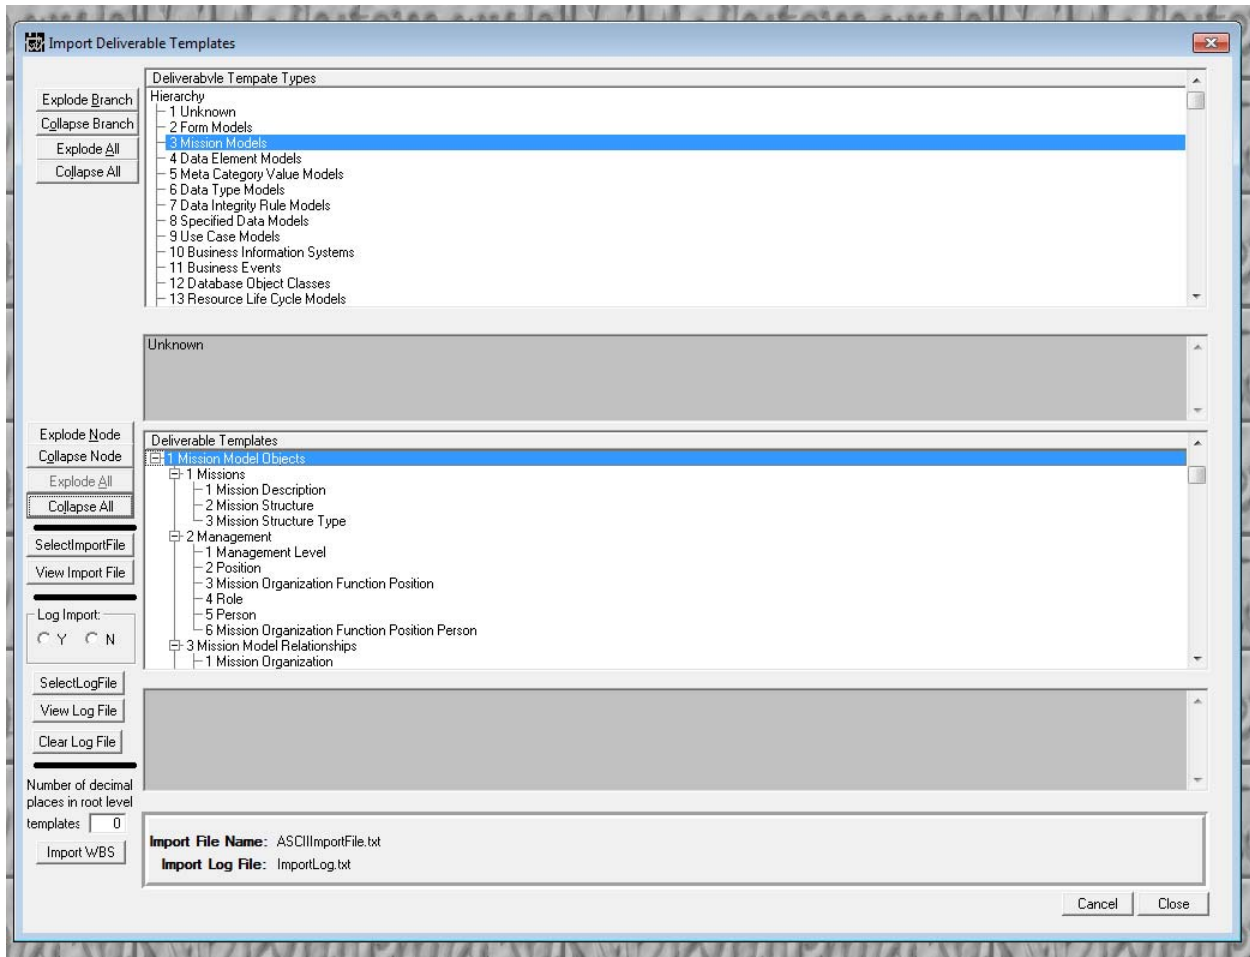 Import Deliverable Templates
Deliverabvle Tempate Types
Explode Branch
Collapse Branch
Explode All
Collapse All
Hierarchy
1 Unknown
2 Form Models
3 Mission Models
4 Data Element Models
5 Meta Category Value Models
6 Data Type Models
7 Data Integrity Rule Models
8 Specified Data Models
9 Use Case Models
10 Business Information Systems
11 Business Events
12 Database Object Classes
13 Resource Life Cycle Models
Unknown
Explode Node
Collapse Node
Explode All
Collapse All
Deliverable Templates
1 Mission Model Objects
1 Missions
1 Mission Description
2 Mission Structure
3 Mission Structure Type
2 Management
1 Management Level
2 Position
3 Mission Organization Function Position
4 Role
5 Person
6 Mission Organization Function Position Person
3 Mission Model Relationships
1 Mission Organization
SelectImportFile
View Import File
Log Import:
Y N
SelectLogFile
View Log File
Clear Log File
Number of decimal
places in root level
templates 0
Import WBS
Import File Name: ASCIIImportFile.txt
Import Log File: ImportLog.txt
Cancel Close